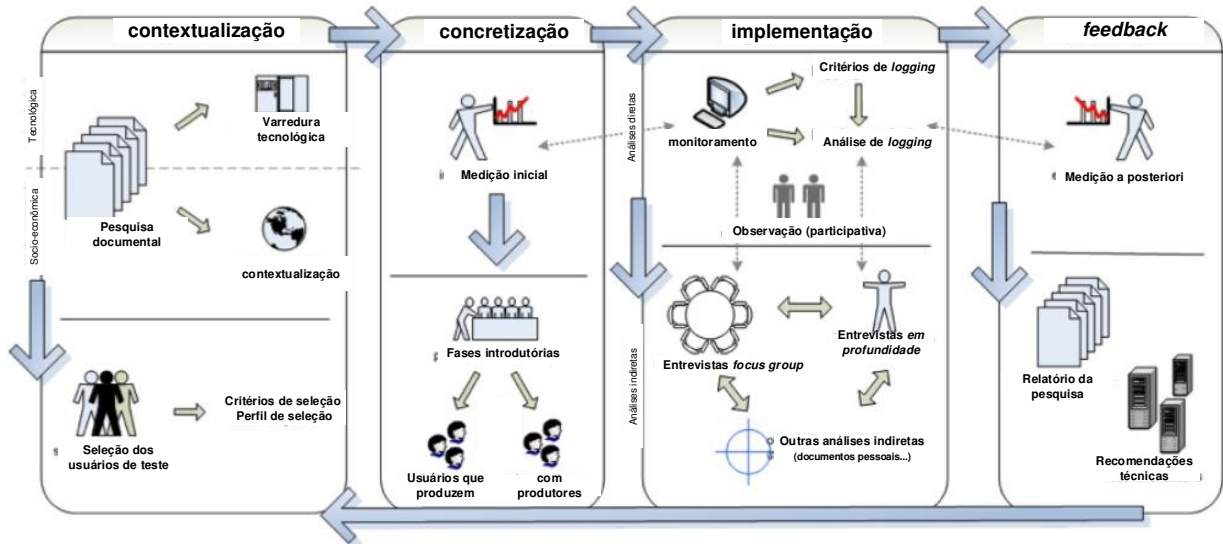 contextualização
Tecnológica
Socio-econômica
Varredura
tecnológica
Pesquisa
documental
contextualização
Seleção dos
usuários de teste
Critérios de seleção
Perfil de seleção
concretização
Medição inicial
Fases introdutórias
Usuários que
produzem
com
produtores
implementação
Análises diretas
Análises indiretas
monitoramento
Critérios de logging
Análise de logging
Observação (participativa)
Entrevistas focus group
Entrevistas em
profundidade
Outras análises indiretas
(documentos pessoais...)
feedback
Medição a posteriori
Relatório da
pesquisa
Recomendações
técnicas